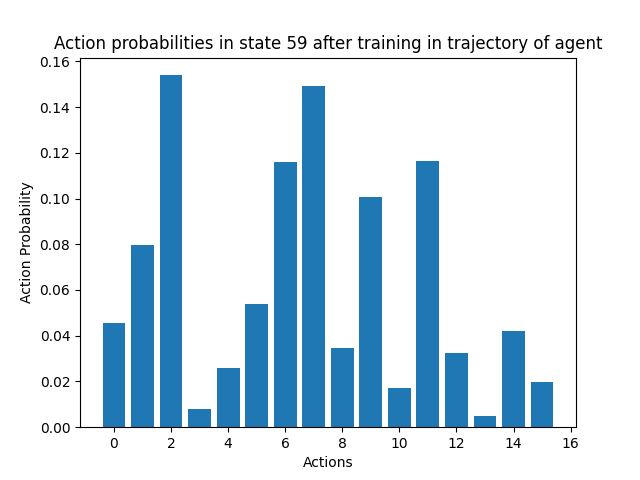 Action probabilities in state 59 after training in trajectory of agent
0.16
0.14
0.12
0.10
0.08
0.06
0.04
0.02
0.00
Action Probability
0 2 4 6 8 10 12 14 16
Actions